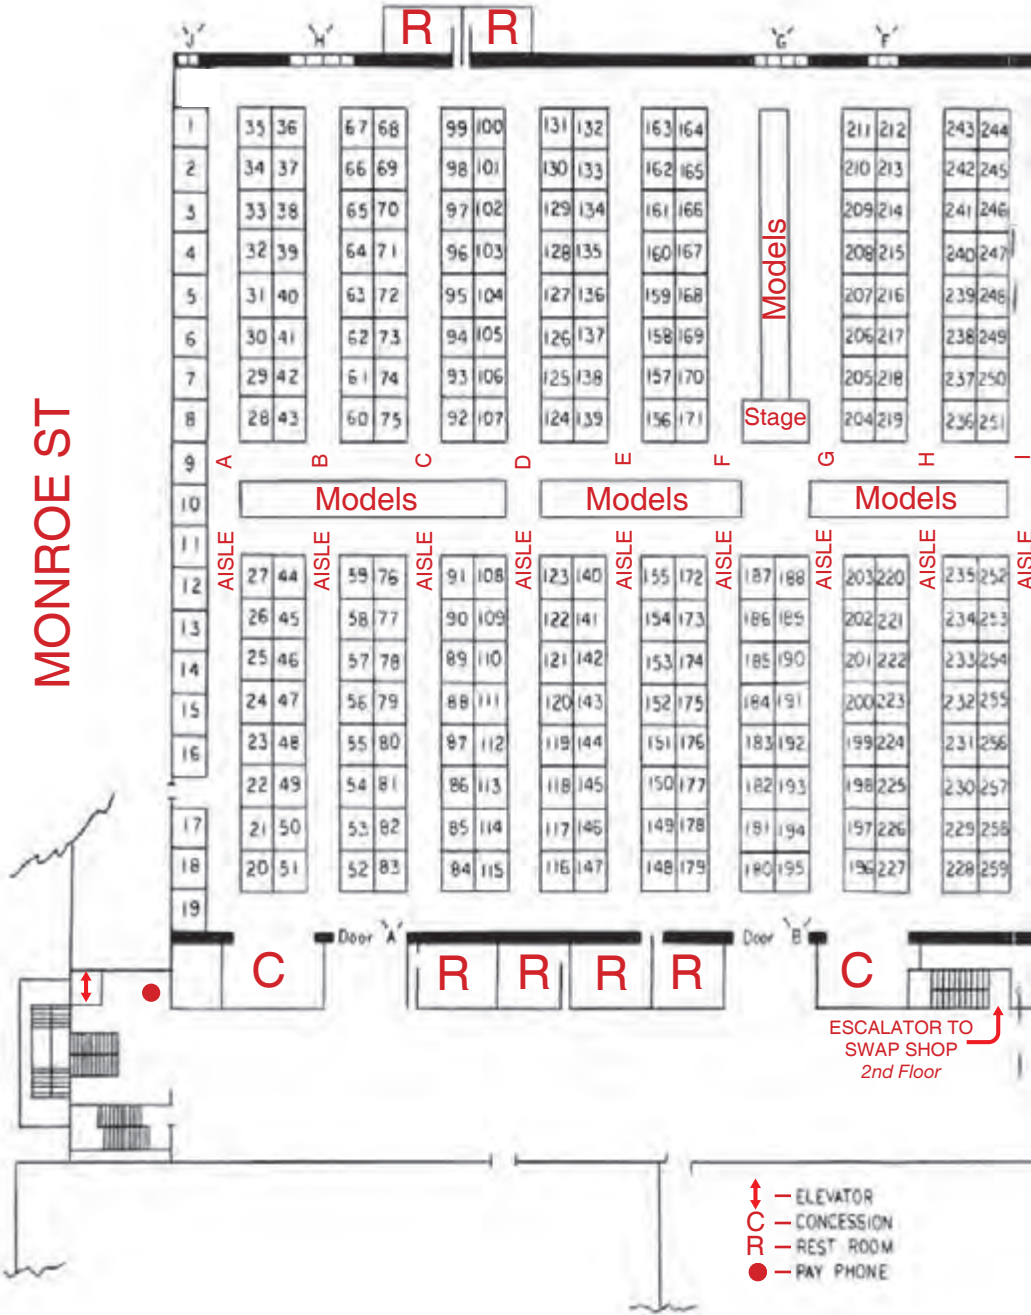 J H R R G F
1 35 36 67 68 99 100 131 132 163 164 211 212 243 244
2 34 37 66 69 98 101 130 133 162 165 210 213 242 245
3 33 38 65 70 97 102 129 134 161 166 209 214 241 246
4 32 39 64 71 96 103 128 135 160 167 208 215 240 247
5 31 40 63 72 95 104 127 136 159 168 207 216 239 248
6 30 41 62 73 94 105 126 137 158 169 206 217 238 249
7 29 42 61 74 93 106 125 138 157 170 205 218 237 250
8 28 43 60 75 92 107 124 139 156 171 204 219 236 251
Models
Stage
MONROE ST
9 A B C D E F G H I
10 Models Models Models
11 AISLE AISLE AISLE AISLE AISLE AISLE AISLE AISLE AISLE
12 27 44 59 76 91 108 123 140 155 172 187 188 203 220 235 252
13 26 45 58 77 90 109 122 141 154 173 186 189 202 221 234 253
14 25 46 57 78 89 110 121 142 153 174 185 190 201 222 233 254
15 24 47 56 79 88 111 120 143 152 175 184 191 200 223 232 255
16 23 48 55 80 87 112 119 144 151 176 183 192 199 224 231 256
22 49 54 81 86 113 118 145 150 177 182 193 198 225 230 257
17 21 50 53 82 85 114 117 146 149 178 181 194 197 226 229 258
18 20 51 52 83 84 115 116 147 148 179 180 195 196 227 228 259
19
Door A Door B
C R R R R C
ESCALATOR TO
SWAP SHOP
2nd Floor
— ELEVATOR
C — CONCESSION
R — REST ROOM
— PAY PHONE